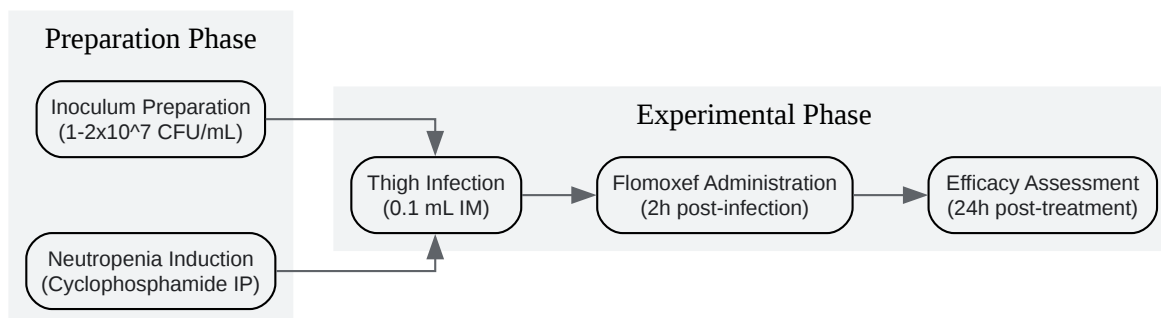 Preparation Phase
Inoculum Preparation
(1-2x10^7 CFU/mL)
Neutropenia Induction
(Cyclophosphamide IP)
Experimental Phase
Thigh Infection
(0.1 mL IM)
Flomoxef Administration
(2h post-infection)
Efficacy Assessment
(24h post-treatment)